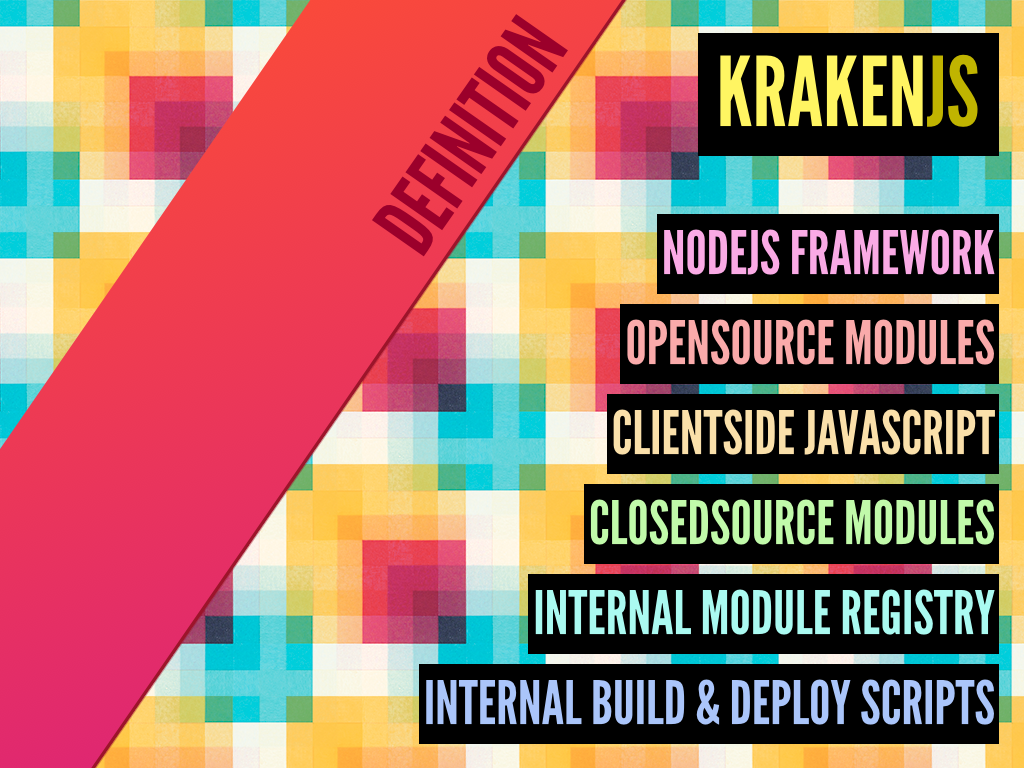 DEFINITION
KRAKENJS
NODEJS FRAMEWORK
OPENSOURCE MODULES
CLIENTSIDE JAVASCRIPT
CLOSEDSOURCE MODULES
INTERNAL MODULE REGISTRY
INTERNAL BUILD & DEPLOY SCRIPTS